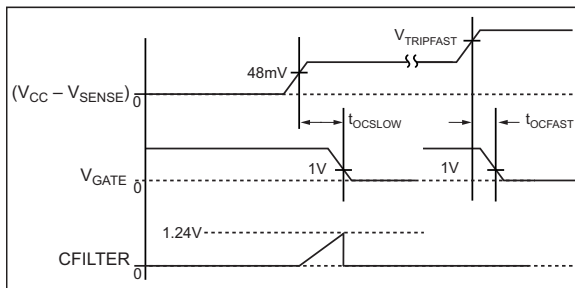 V_TRIPFAST
48mV
(V_CC – V_SENSE)
0
t_OCSLOW
t_OCFAST
1V
1V
V_GATE
0
1.24V
CFILTER
0